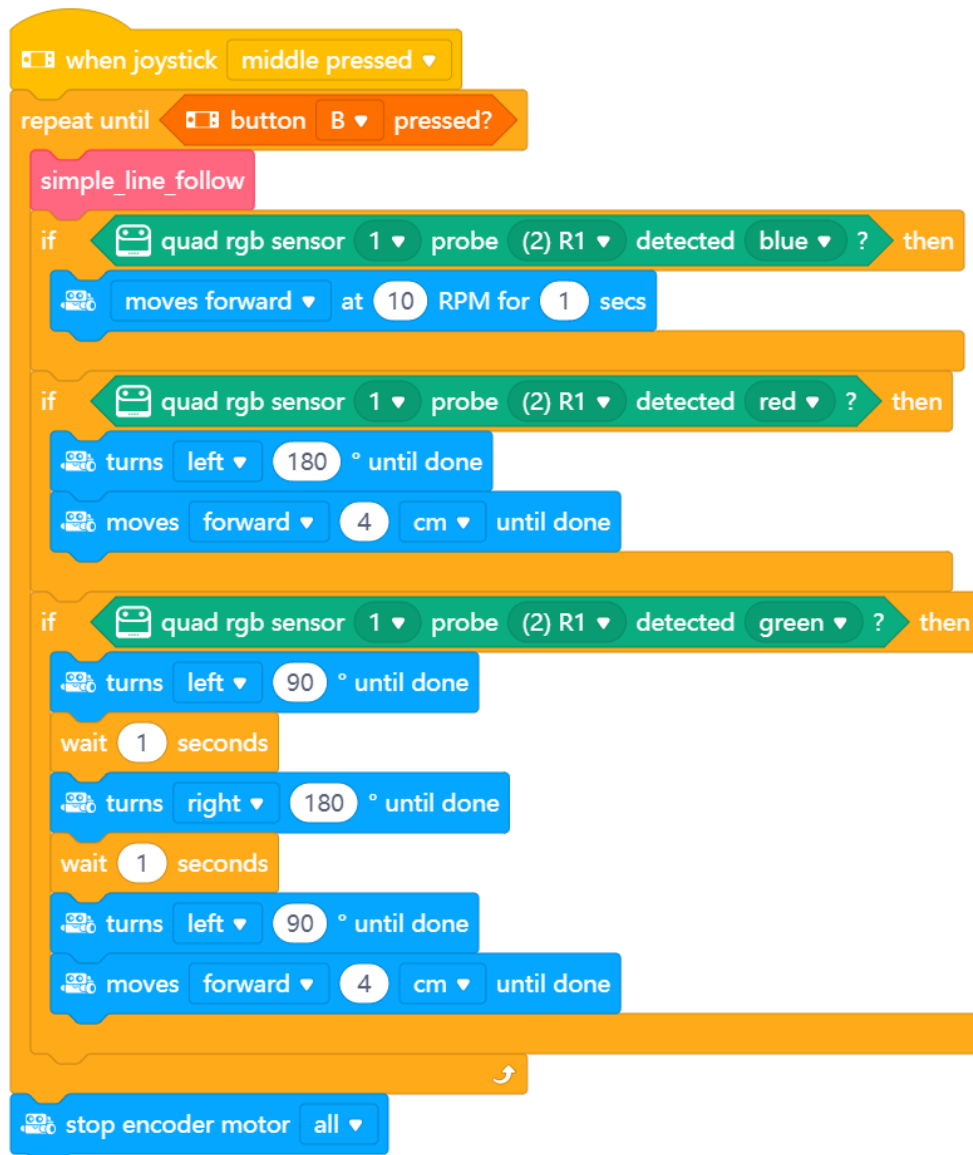 when joystick middle pressed
repeat until button B pressed?
simple_line_follow
if quad rgb sensor 1 probe (2) R1 detected blue ? then
moves forward at 10 RPM for 1 secs
if quad rgb sensor 1 probe (2) R1 detected red ? then
turns left 180 ° until done
moves forward 4 cm until done
if quad rgb sensor 1 probe (2) R1 detected green ? then
turns left 90 ° until done
wait 1 seconds
turns right 180 ° until done
wait 1 seconds
turns left 90 ° until done
moves forward 4 cm until done
stop encoder motor all